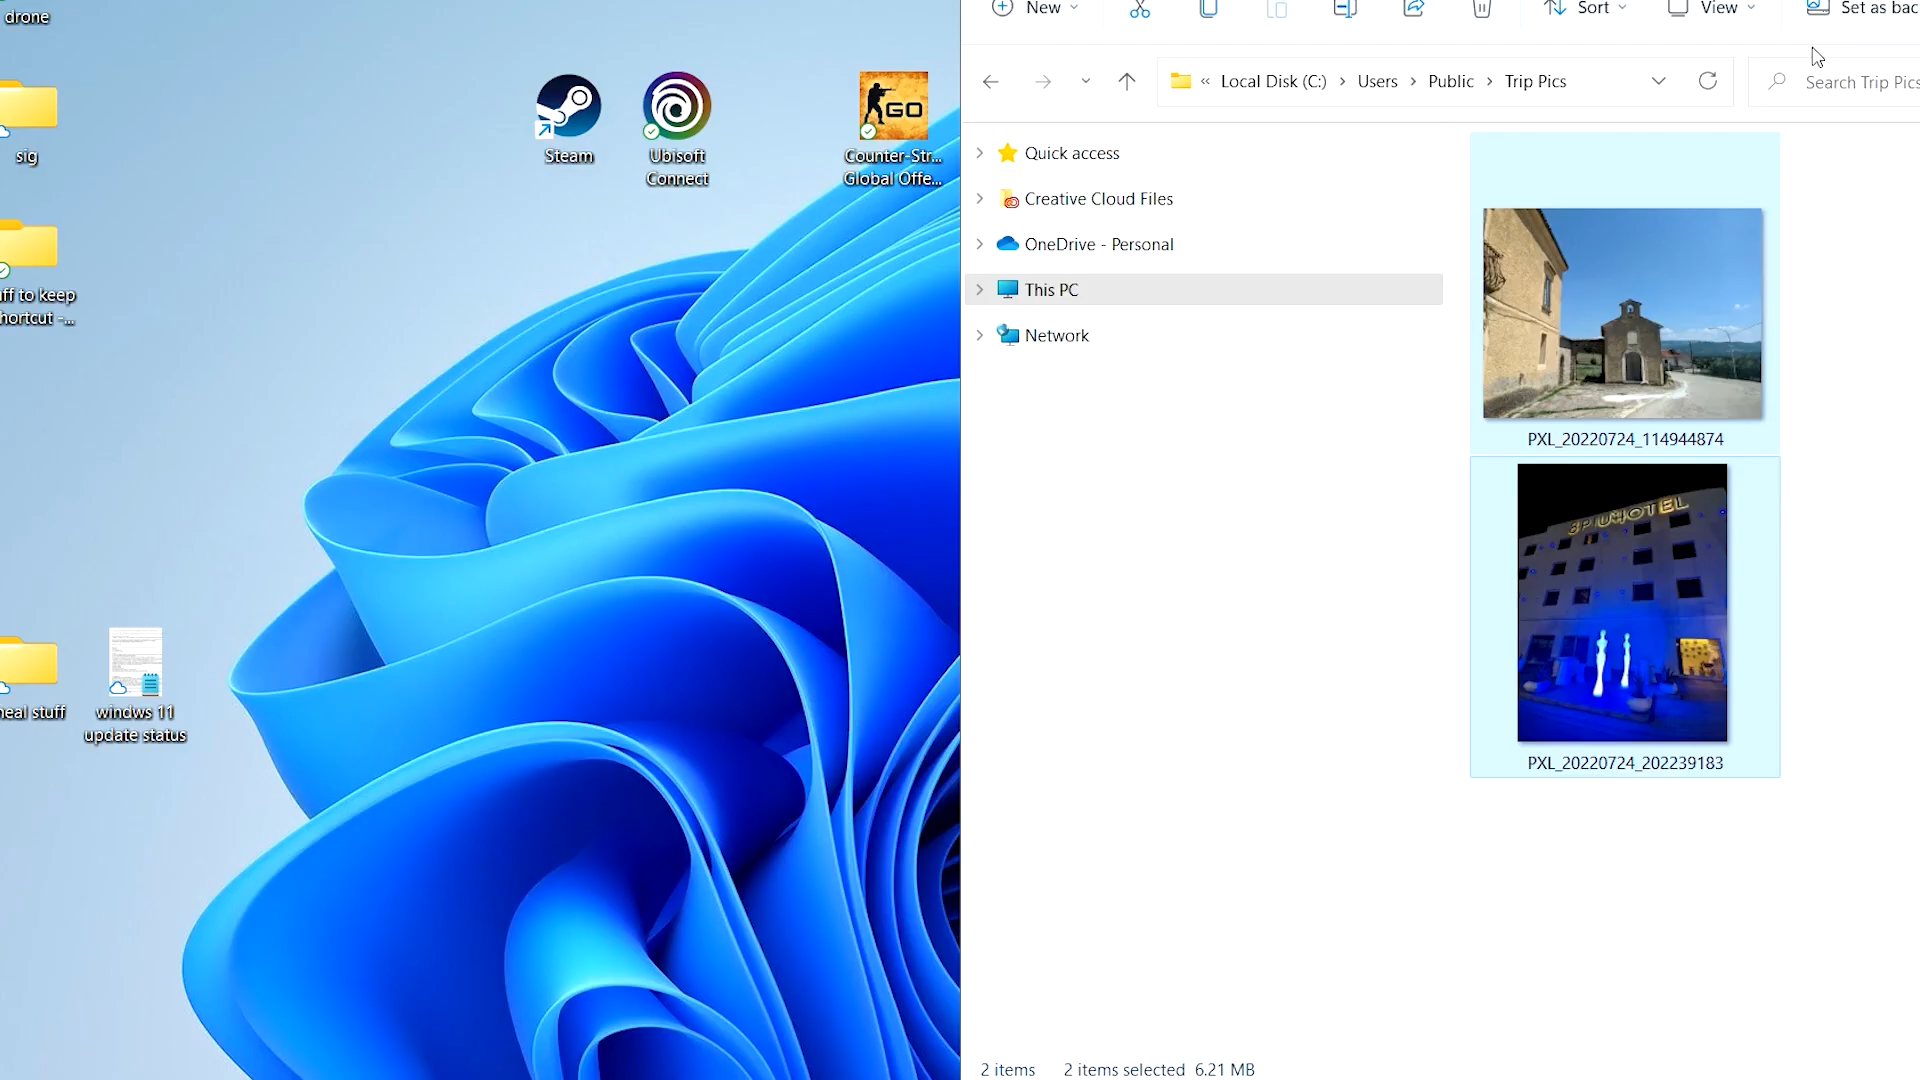 drone
sig
ff to keep
hortcut -...
neal stuff
windws 11
update status
Steam
Ubisoft
Connect
GO
Counter-Str...
Global Offe...
New
Sort
View
Set as bac
« Local Disk (C:) > Users > Public > Trip Pics
Search Trip Pics
Quick access
Creative Cloud Files
OneDrive - Personal
This PC
Network
PXL_20220724_114944874
HOTEL
PXL_20220724_202239183
2 items 2 items selected 6.21 MB